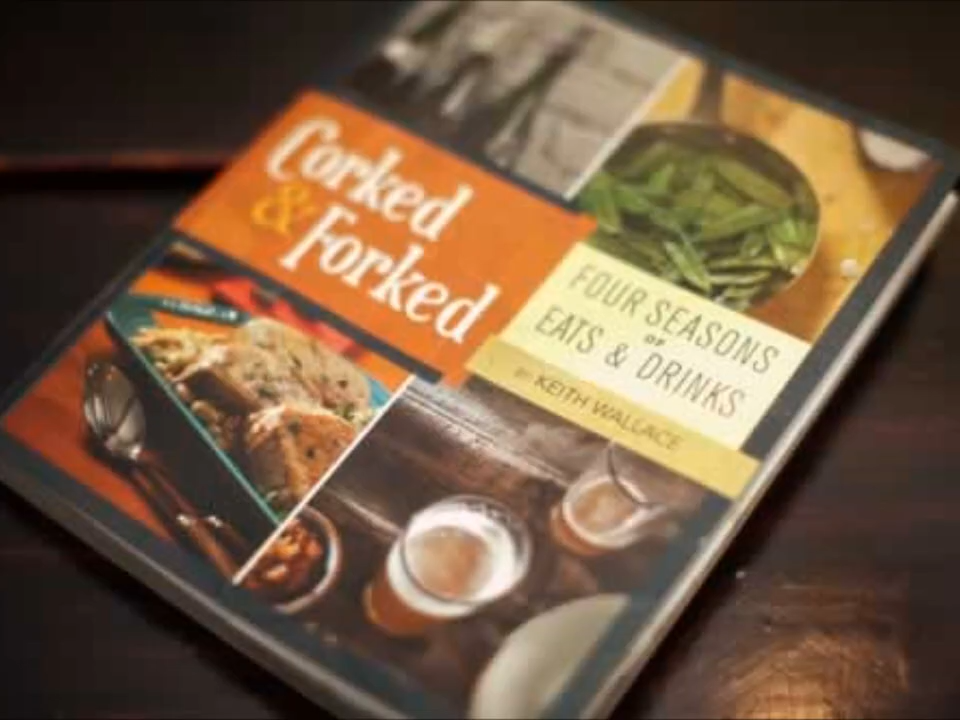 Corked
& Forked
FOUR SEASONS
OF
EATS & DRINKS
BY KEITH WALLACE